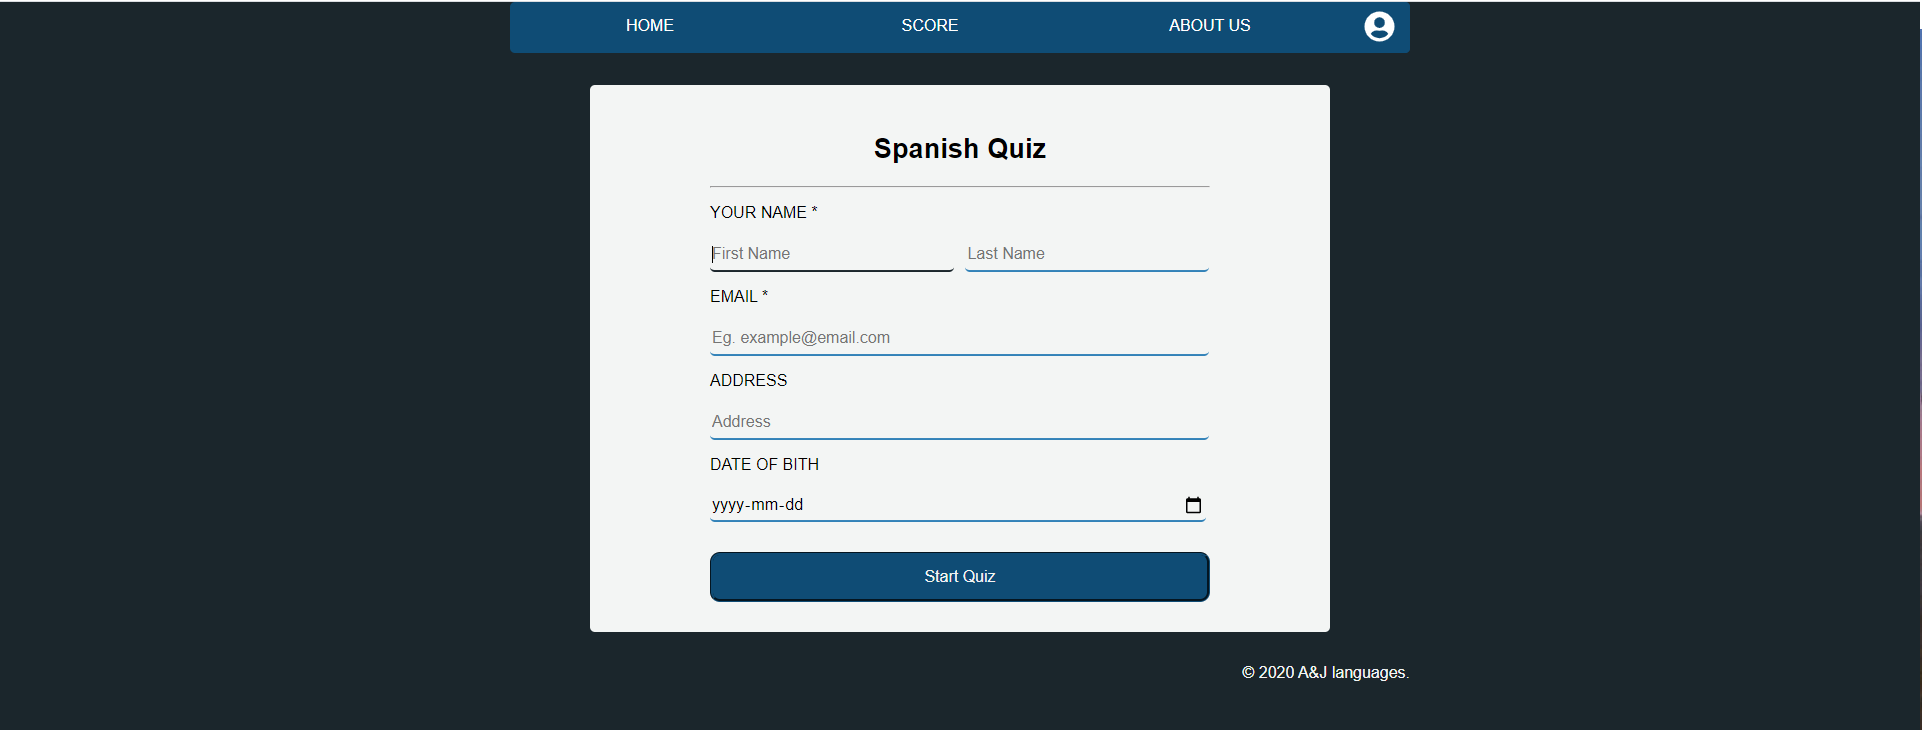 HOME SCORE ABOUT US
Spanish Quiz
YOUR NAME *
First Name Last Name
EMAIL *
Eg. example@email.com
ADDRESS
Address
DATE OF BITH
yyyy-mm-dd
Start Quiz
© 2020 A&J languages.